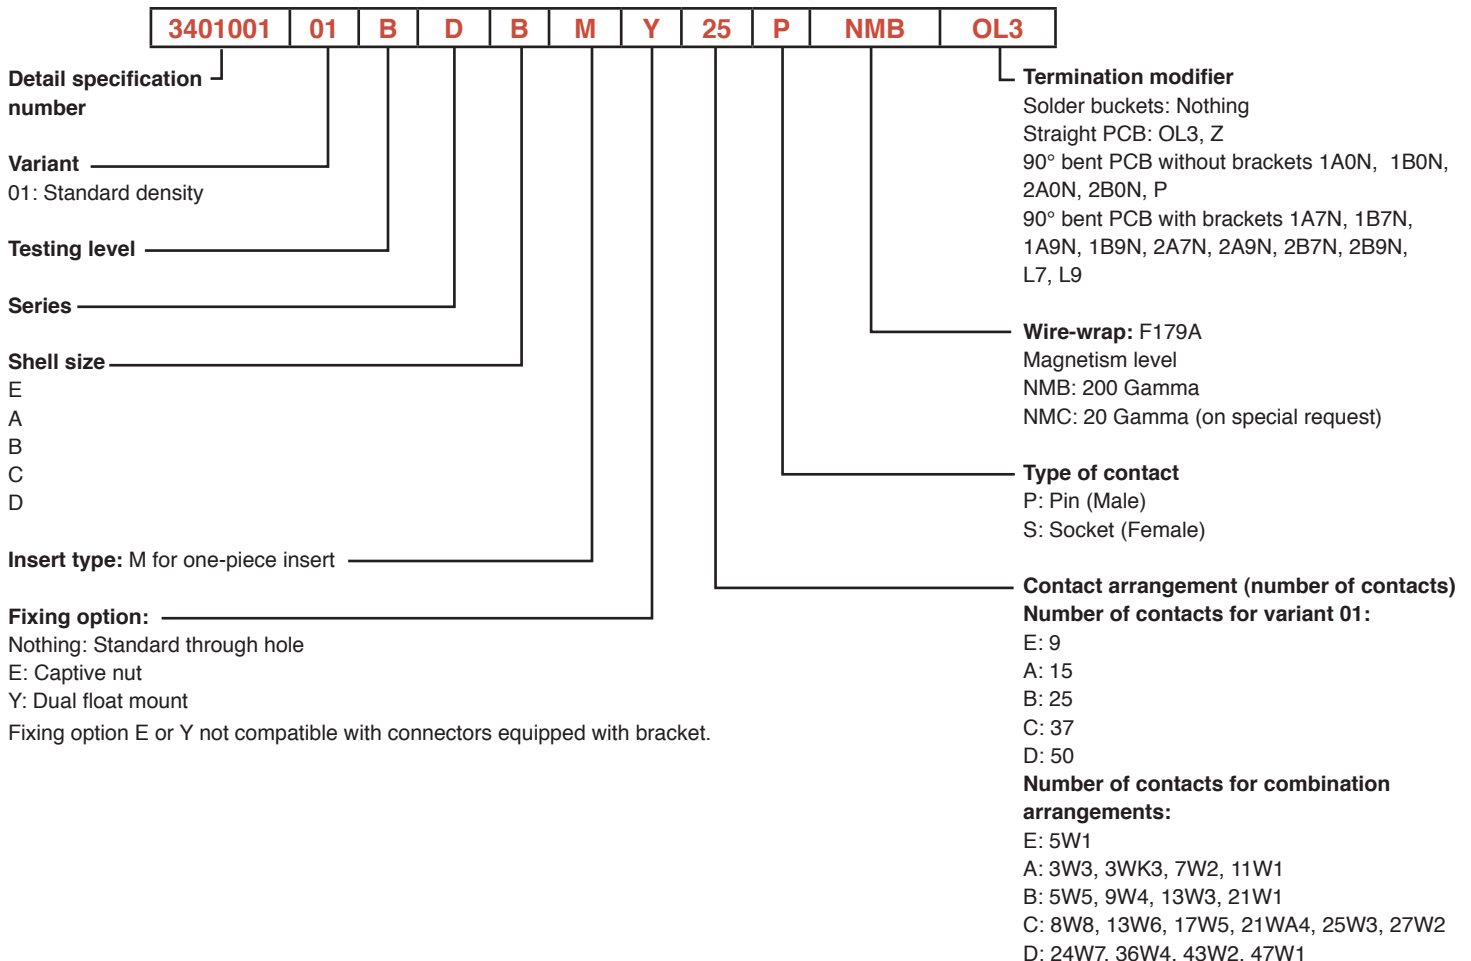 3401001 01 B D B M Y 25 P NMB OL3
Detail specification
number
Variant
01: Standard density
Testing level
Series
Shell size
E
A
B
C
D
Insert type: M for one-piece insert
Fixing option:
Nothing: Standard through hole
E: Captive nut
Y: Dual float mount
Fixing option E or Y not compatible with connectors equipped with bracket.
Termination modifier
Solder buckets: Nothing
Straight PCB: OL3, Z
90° bent PCB without brackets 1A0N, 1B0N,
2A0N, 2B0N, P
90° bent PCB with brackets 1A7N, 1B7N,
1A9N, 1B9N, 2A7N, 2A9N, 2B7N, 2B9N,
L7, L9
Wire-wrap: F179A
Magnetism level
NMB: 200 Gamma
NMC: 20 Gamma (on special request)
Type of contact
P: Pin (Male)
S: Socket (Female)
Contact arrangement (number of contacts)
Number of contacts for variant 01:
E: 9
A: 15
B: 25
C: 37
D: 50
Number of contacts for combination
arrangements:
E: 5W1
A: 3W3, 3WK3, 7W2, 11W1
B: 5W5, 9W4, 13W3, 21W1
C: 8W8, 13W6, 17W5, 21WA4, 25W3, 27W2
D: 24W7, 36W4, 43W2, 47W1